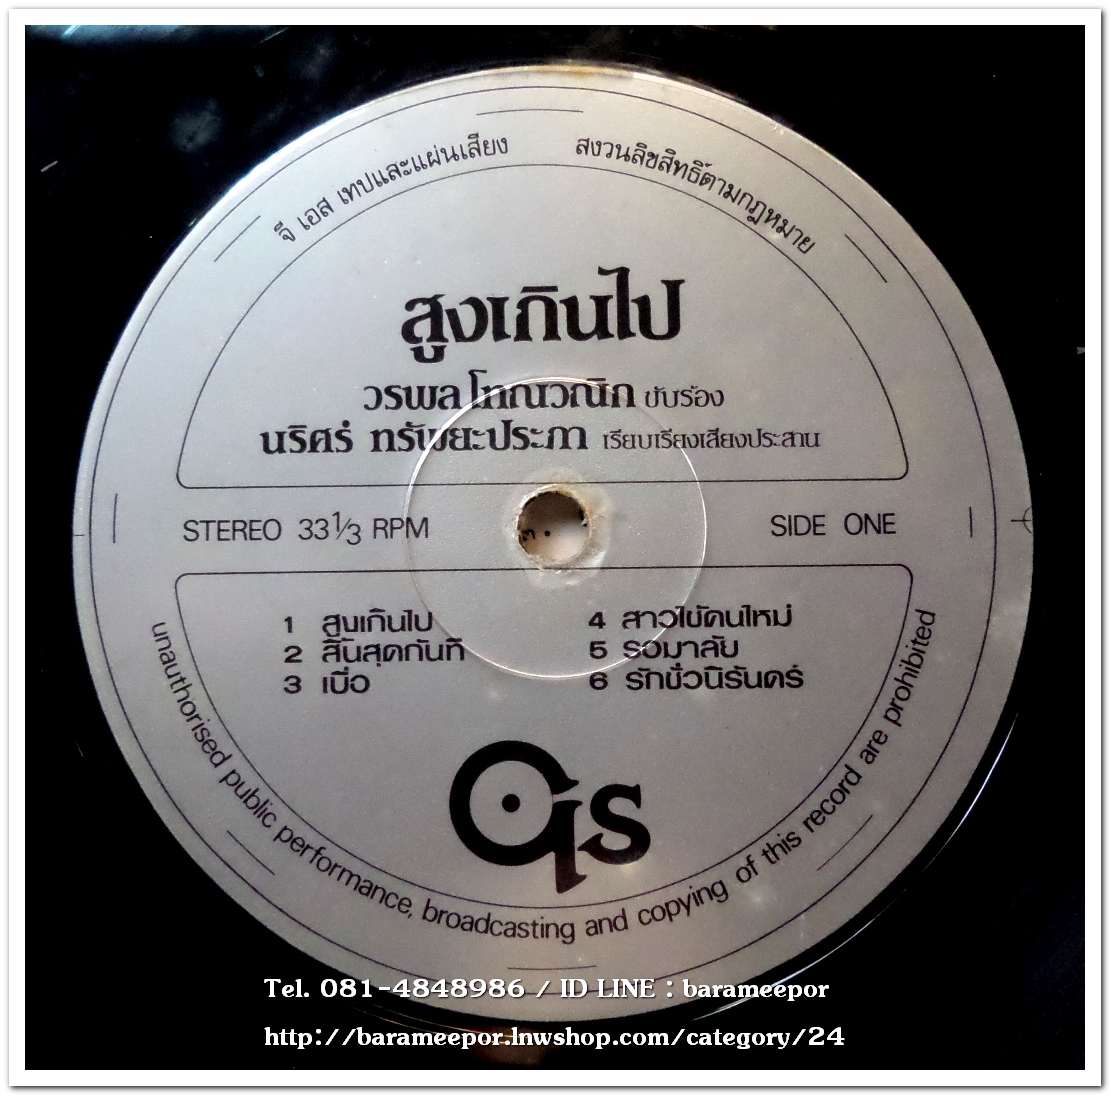 จี เอส เทปและแผ่นเสียง สงวนลิขสิทธิ์ตามกฎหมาย
สูงเกินไป
วรพล โทณวณิก ขับร้อง
นริศร์ ทรัพยะประภา เรียบเรียงเสียงประสาน
STEREO 33 1/3 RPM SIDE ONE
1 สูงเกินไป
2 สิ้นสุดกันที
3 เบื่อ
4 สาวไข้คนใหม่
5 รอมาลับ
6 รักชั่วนิรันดร์
GS
unauthorised public performance, broadcasting and copying of this record are prohibited
Tel. 081-4848986 / ID LINE : barameepor
http://barameepor.lnwshop.com/category/24